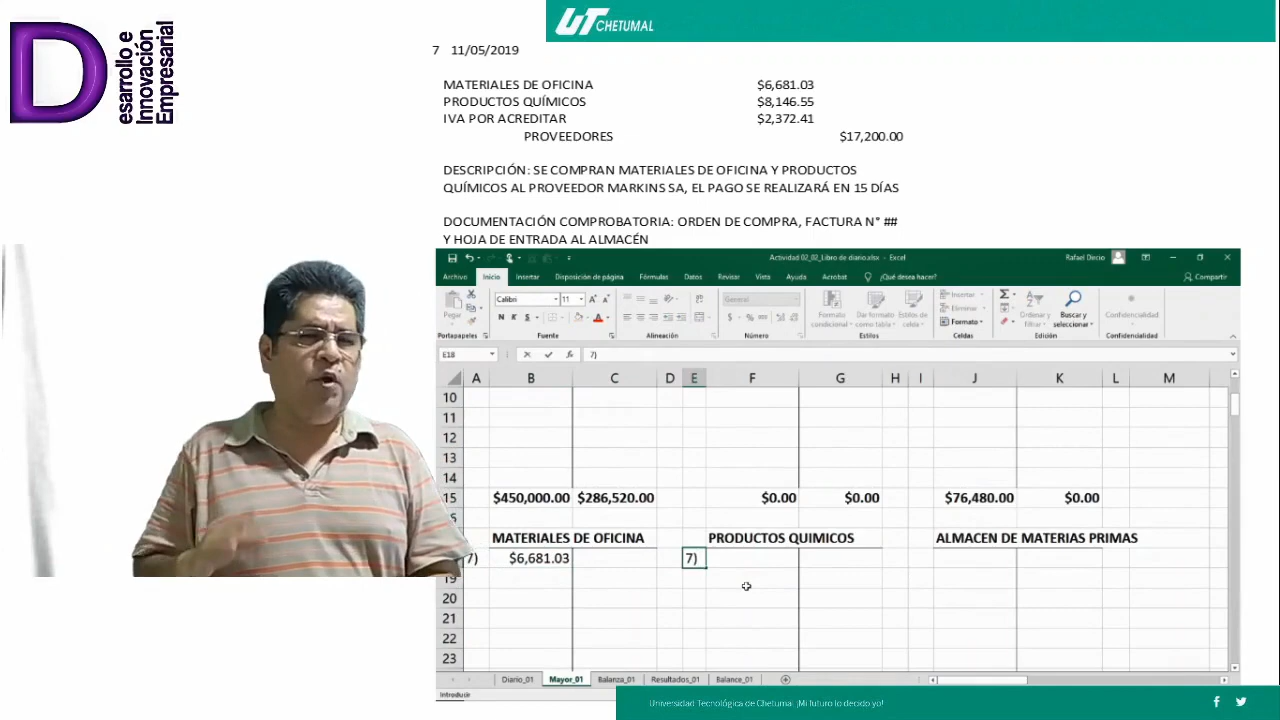 D
esarrollo e
Innovación
Empresarial
UT CHETUMAL
7 11/05/2019
MATERIALES DE OFICINA $6,681.03
PRODUCTOS QUÍMICOS $8,146.55
IVA POR ACREDITAR $2,372.41
PROVEEDORES $17,200.00
DESCRIPCIÓN: SE COMPRAN MATERIALES DE OFICINA Y PRODUCTOS
QUÍMICOS AL PROVEEDOR MARKINS SA, EL PAGO SE REALIZARÁ EN 15 DÍAS
DOCUMENTACIÓN COMPROBATORIA: ORDEN DE COMPRA, FACTURA N° ##
Y HOJA DE ENTRADA AL ALMACÉN
Actividad 02_02_Libro de diario.xlsx - Excel Rafael Decio
Archivo Inicio Insertar Disposición de página Fórmulas Datos Revisar Vista Ayuda Acrobat ¿Qué desea hacer? Compartir
Pegar Calibri 11 General Formato condicional Dar formato como tabla Estilos de celda Insertar Eliminar Formato Ordenar y filtrar Buscar y seleccionar Confidencialidad
N K S
Portapapeles Fuente Alineación Número Estilos Celdas Edición Confidencialidad
E18 fx 7)
A B C D E F G H I J K L M
10
11
12
13
14
15 $450,000.00 $286,520.00 $0.00 $0.00 $76,480.00 $0.00
MATERIALES DE OFICINA PRODUCTOS QUIMICOS ALMACEN DE MATERIAS PRIMAS
7) $6,681.03 7)
19
20
21
22
23
Diario_01 Mayor_01 Balanza_01 Resultados_01 Balance_01
Introducir
Universidad Tecnológica de Chetumal ¡Mi futuro lo decido yo!